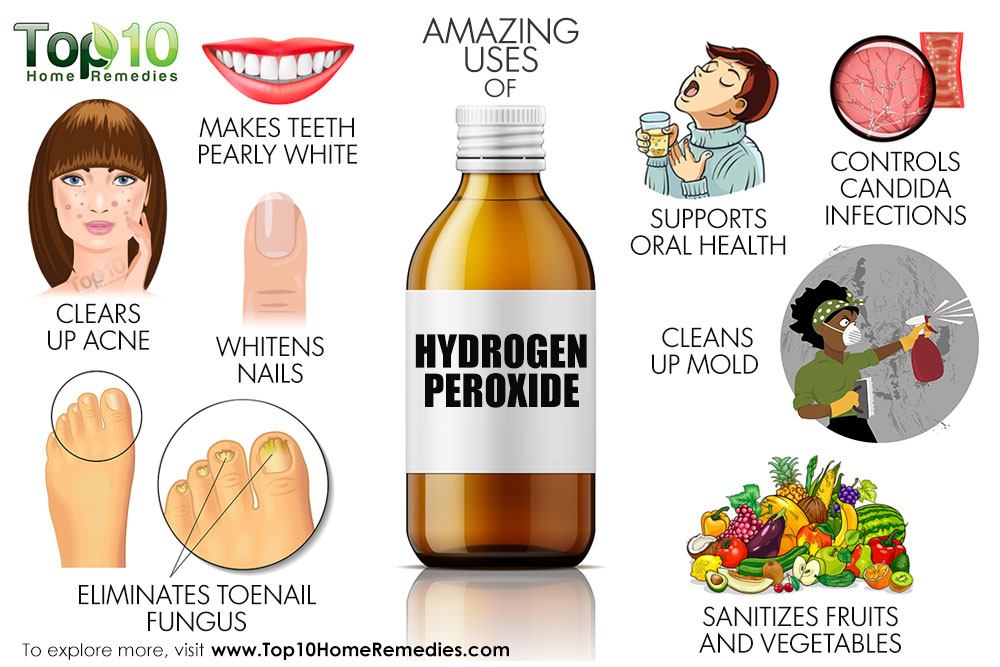 Top10
Home Remedies
AMAZING
USES
OF
MAKES TEETH
PEARLY WHITE
CLEARS
UP ACNE
Top10
WHITENS
NAILS
ELIMINATES TOENAIL
FUNGUS
HYDROGEN
PEROXIDE
SUPPORTS
ORAL HEALTH
CONTROLS
CANDIDA
INFECTIONS
CLEANS
UP MOLD
SANITIZES FRUITS
AND VEGETABLES
To explore more, visit www.Top10HomeRemedies.com